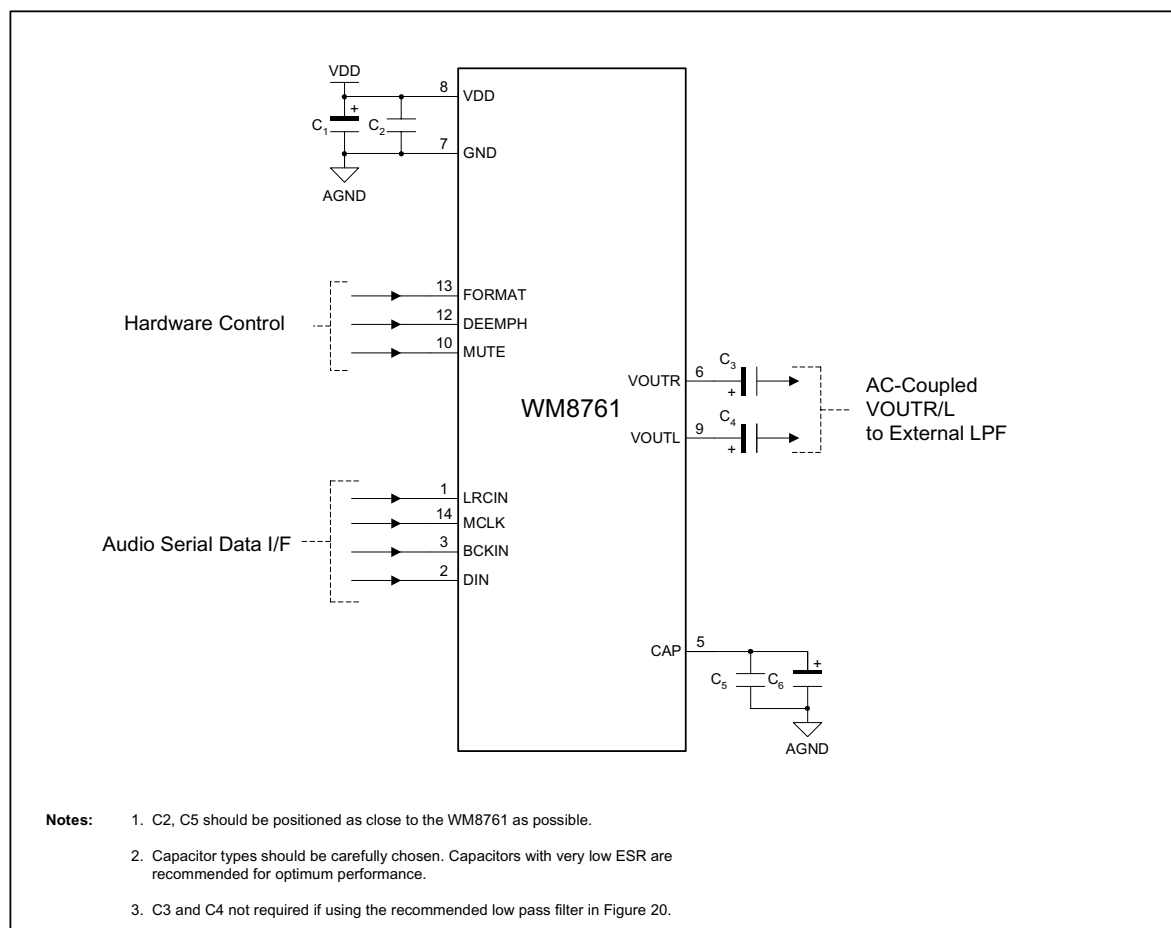 VDD
8
VDD
+
C1
C2
7
GND
AGND
Hardware Control
13
FORMAT
12
DEEMPH
10
MUTE
WM8761
VOUTR
6
C3
+
VOUTL
9
C4
+
AC-Coupled
VOUTR/L
to External LPF
Audio Serial Data I/F
1
LRCIN
14
MCLK
3
BCKIN
2
DIN
CAP
5
C5
C6
+
AGND
Notes: 1. C2, C5 should be positioned as close to the WM8761 as possible.
2. Capacitor types should be carefully chosen. Capacitors with very low ESR are
recommended for optimum performance.
3. C3 and C4 not required if using the recommended low pass filter in Figure 20.